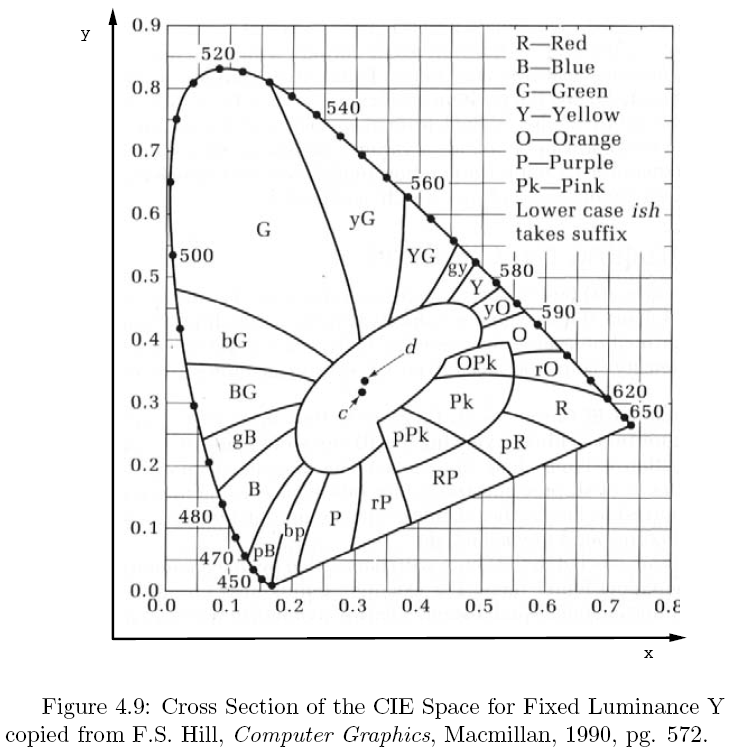 y
0.9
520
R—Red
B—Blue
0.8
G—Green
540
Y—Yellow
O—Orange
0.7
P—Purple
Pk—Pink
560
Lower case ish
0.6
yG
takes suffix
G
YG
500
gy
580
0.5
Y
yO
590
O
0.4
bG
d
OPk
rO
BG
620
0.3
c
Pk
R
650
gB
pPk
pR
0.2
B
RP
480
rP
0.1
bp
P
470
pB
450
0.0
0.0 0.1 0.2 0.3 0.4 0.5 0.6 0.7 0.8
x
Figure 4.9: Cross Section of the CIE Space for Fixed Luminance Y
copied from F.S. Hill, Computer Graphics, Macmillan, 1990, pg. 572.